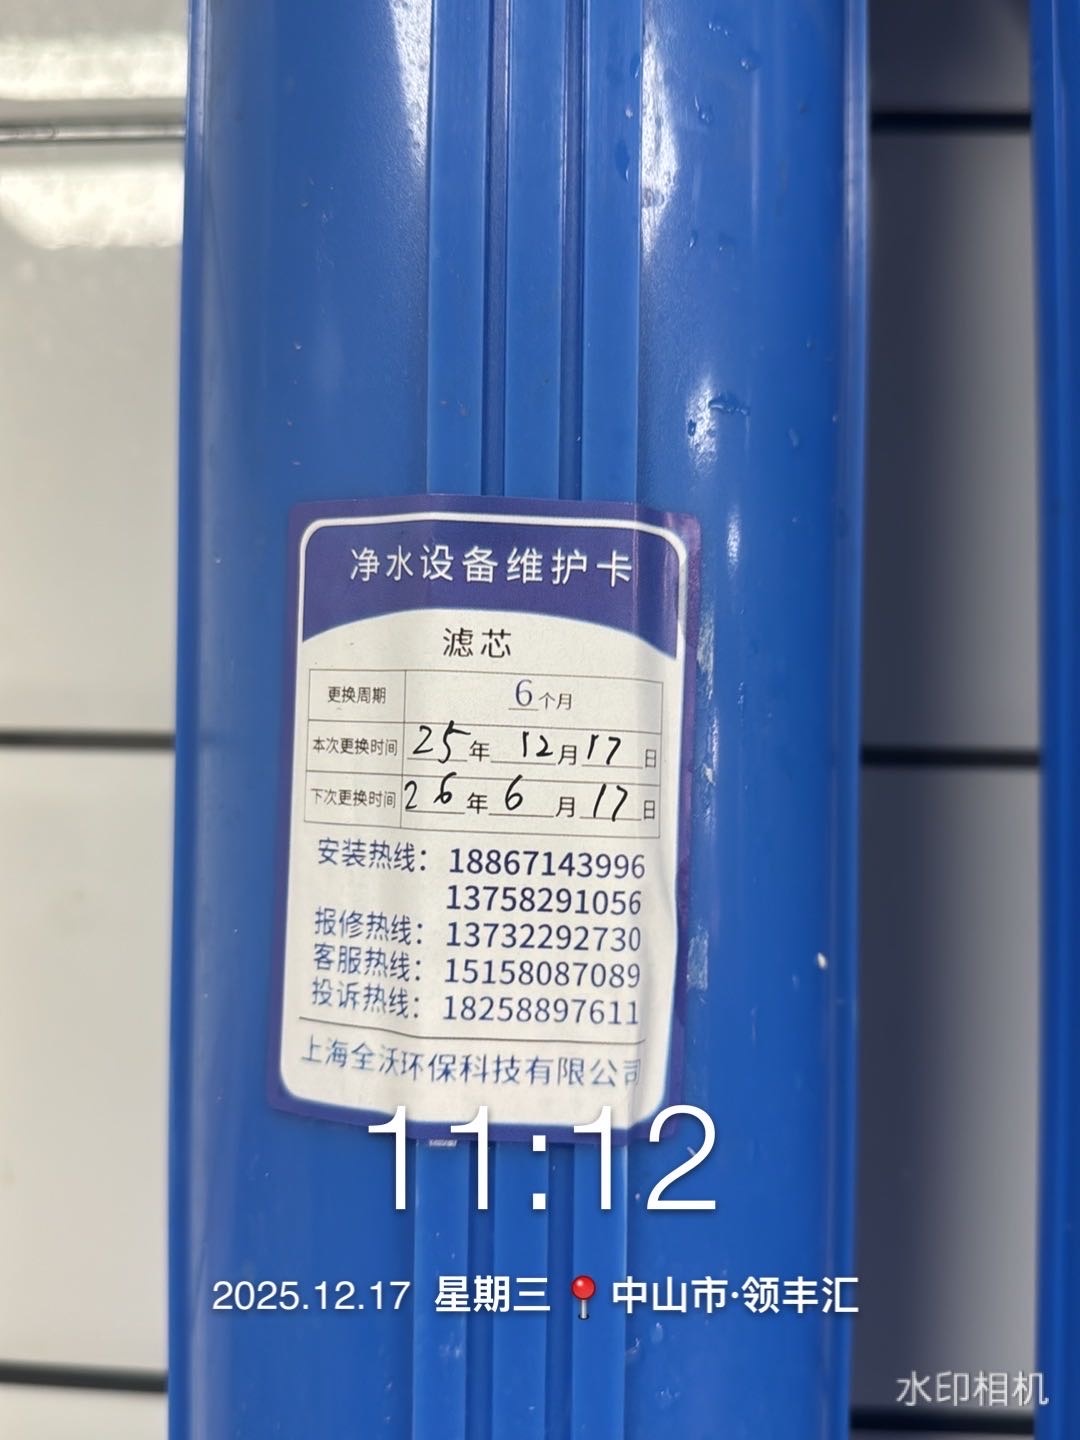 净水设备维护卡
滤芯
更换周期 6个月
本次更换时间 25年 12月17日
下次更换时间 26年 6月17日
安装热线：18867143996
13758291056
报修热线：13732292730
客服热线：15158087089
投诉热线：18258897611
上海全沃环保科技有限公司
11:12
2025.12.17 星期三 📍中山市·领丰汇
水印相机